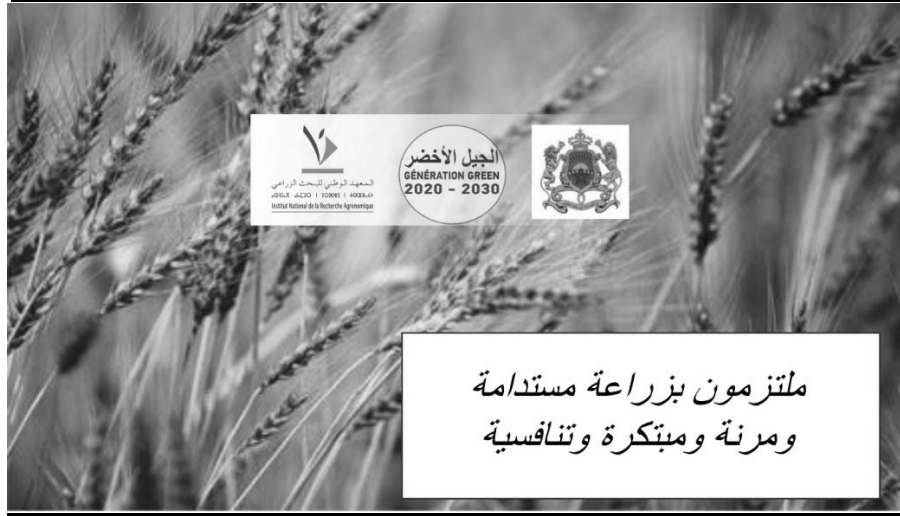 المعهد الوطني للبحث الزراعي
Institut National de la Recherche Agronomique
الجيل الأخضر
GÉNÉRATION GREEN
2020 - 2030
ملتزمون بزراعة مستدامة
ومرنة ومبتكرة وتنافسية